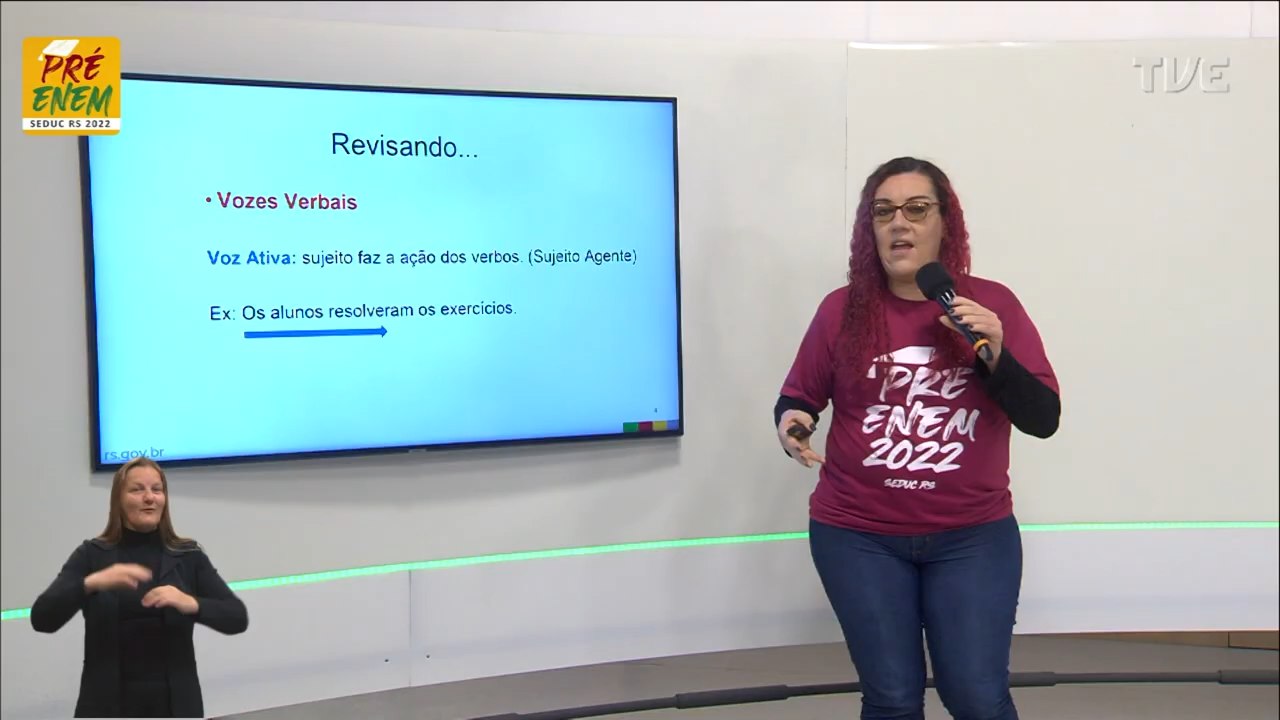 PRÉ
ENEM
SEDUC RS 2022
TVE
Revisando...
• Vozes Verbais
Voz Ativa: sujeito faz a ação dos verbos. (Sujeito Agente)
Ex: Os alunos resolveram os exercícios.
4
rs.gov.br
PRÉ
ENEM
2022
SEDUC RS